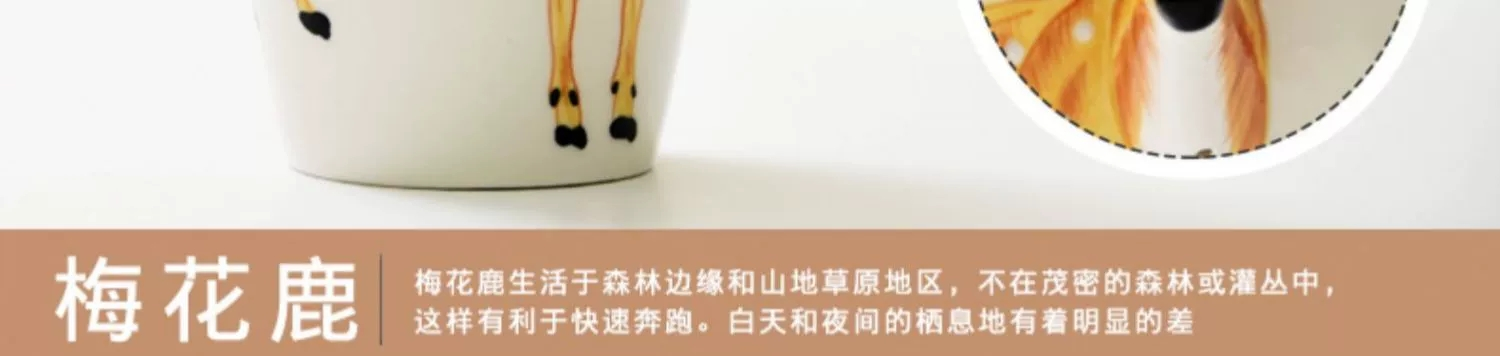 梅花鹿
梅花鹿生活于森林边缘和山地草原地区，不在茂密的森林或灌丛中，
这样有利于快速奔跑。白天和夜间的栖息地有着明显的差